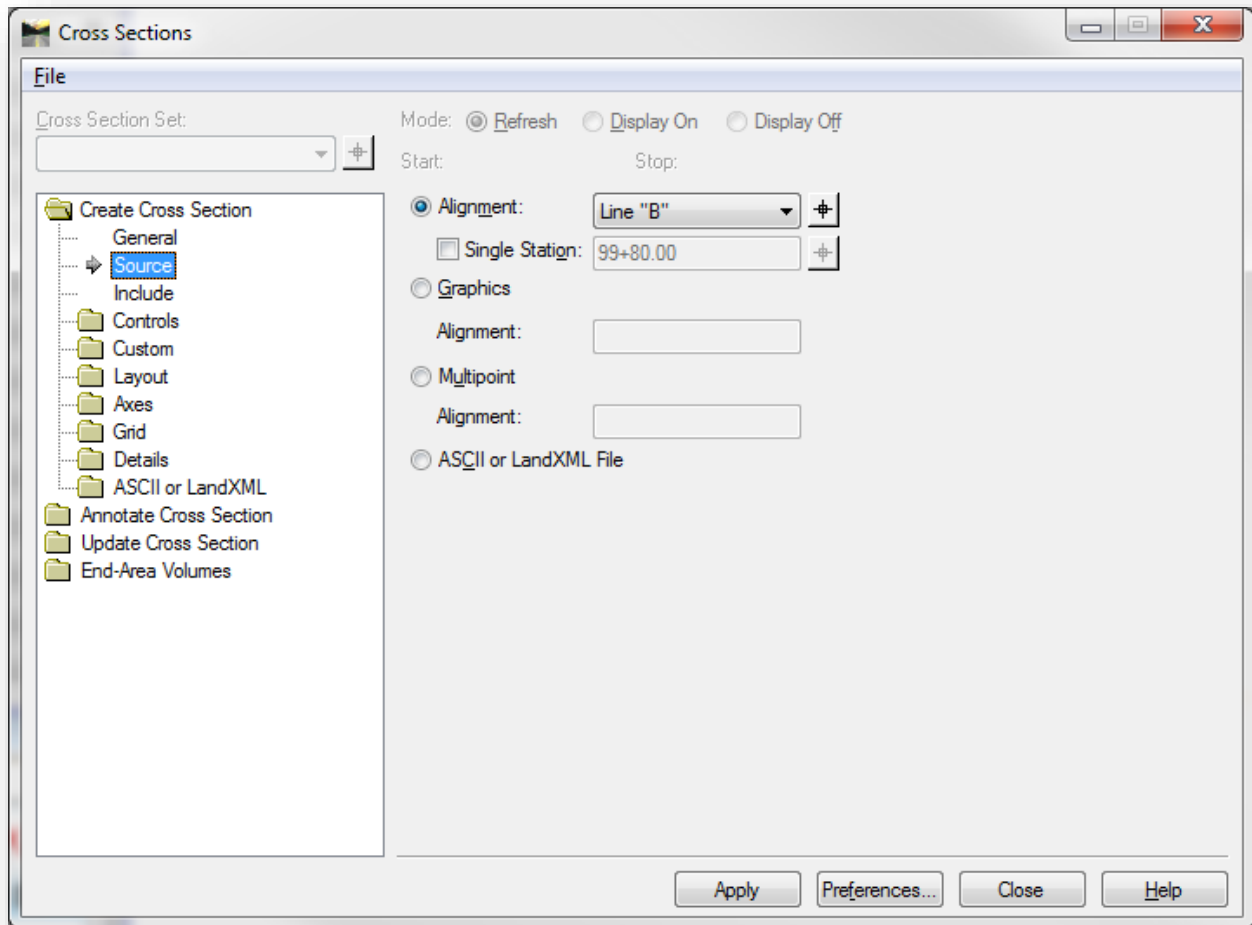 Cross Sections
File
Cross Section Set:
Mode: Refresh Display On Display Off
Start: Stop:
Create Cross Section
General
Source
Include
Controls
Custom
Layout
Axes
Grid
Details
ASCII or LandXML
Annotate Cross Section
Update Cross Section
End-Area Volumes
Alignment: Line "B"
Single Station: 99+80.00
Graphics
Alignment:
Multipoint
Alignment:
ASCII or LandXML File
Apply Preferences... Close Help